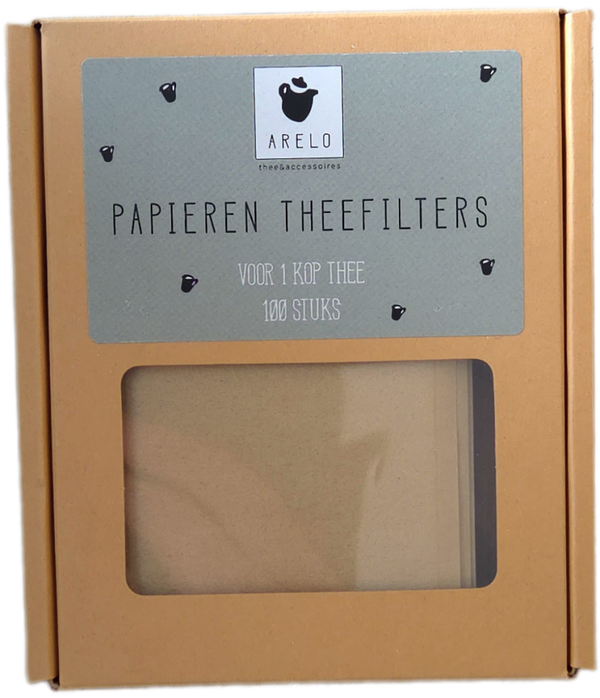 ARELO
thee&accessoires
PAPIEREN THEEFILTERS
VOOR 1 KOP THEE
100 STUKS